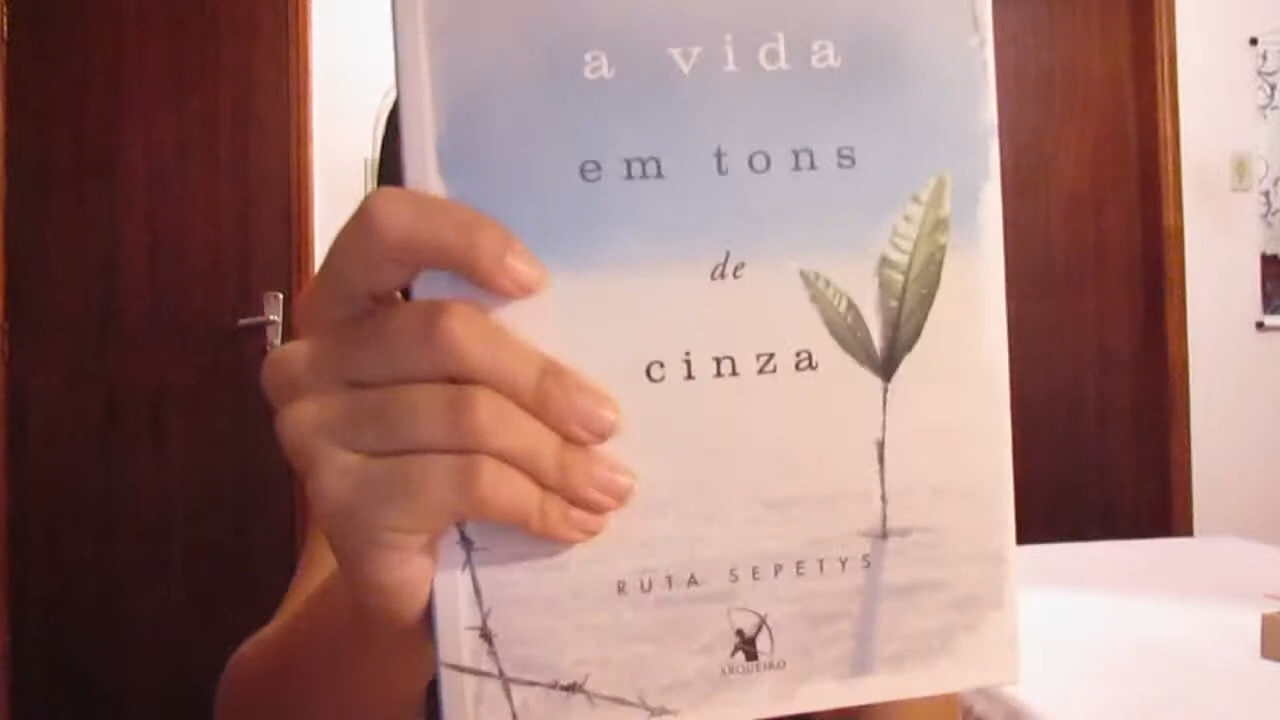 a vida
em tons
de
cinza
RUTA SEPETYS
ARQUEIRO